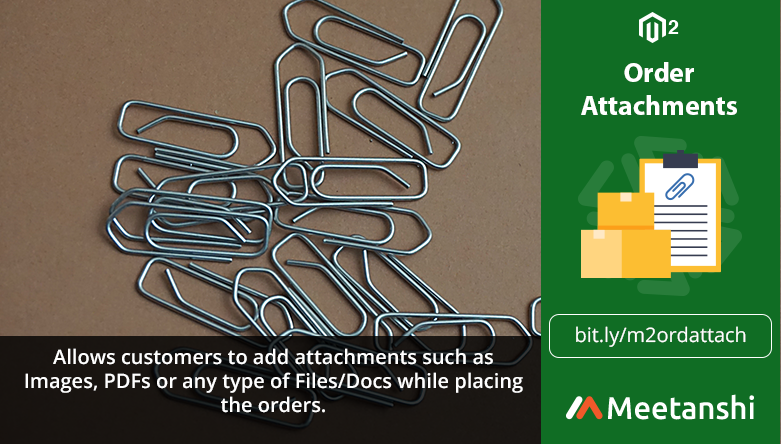 2
Order
Attachments
bit.ly/m2ordattach
Meetanshi
Allows customers to add attachments such as
Images, PDFs or any type of Files/Docs while placing
the orders.